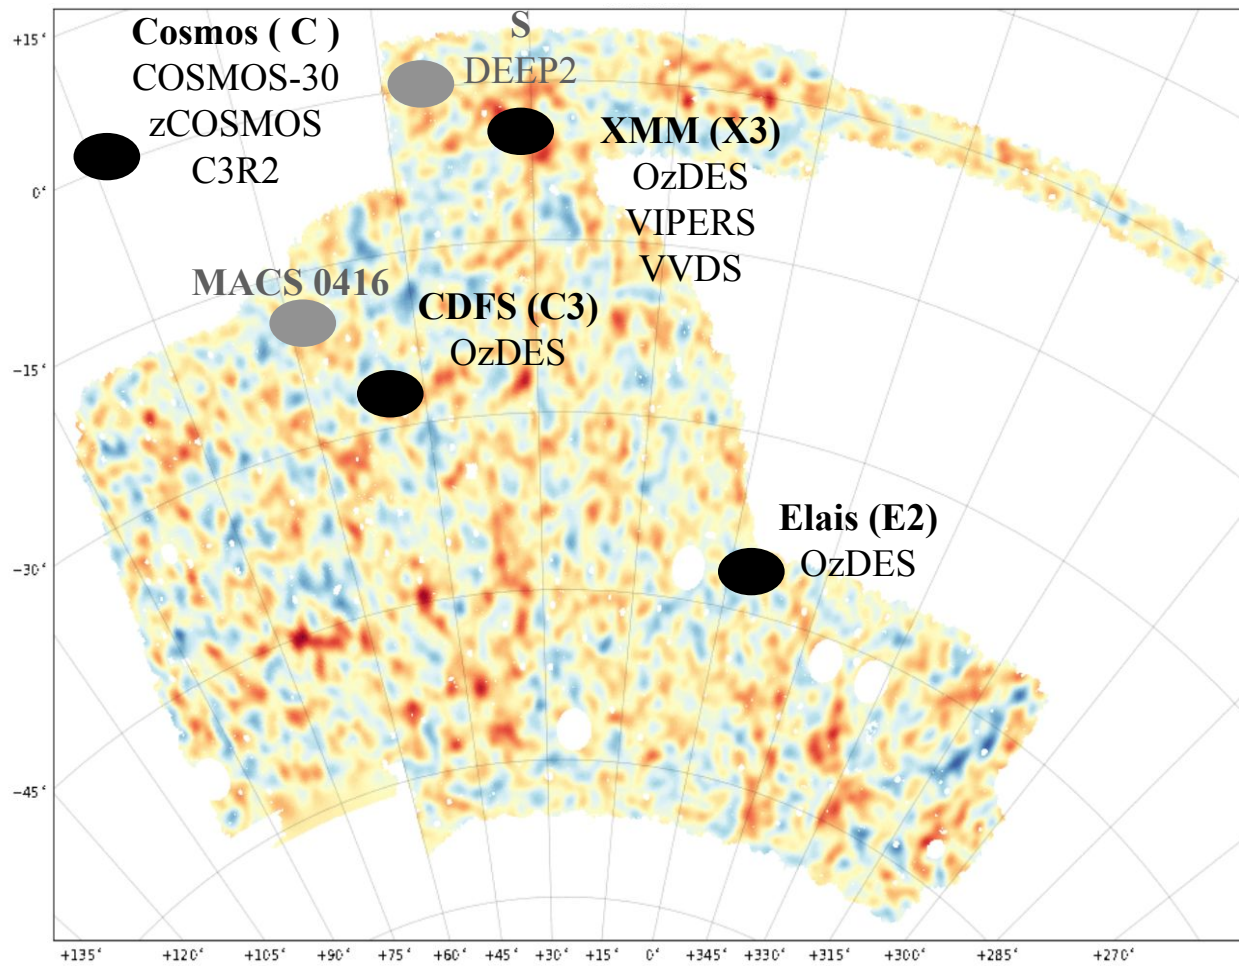 Cosmos ( C )
COSMOS-30
zCOSMOS
C3R2
S
DEEP2
XMM (X3)
OzDES
VIPERS
VVDS
MACS 0416
CDFS (C3)
OzDES
Elais (E2)
OzDES
+15°
0°
-15°
-30°
-45°
+135° +120° +105° +90° +75° +60° +45° +30° +15° 0° +345° +330° +315° +300° +285° +270°